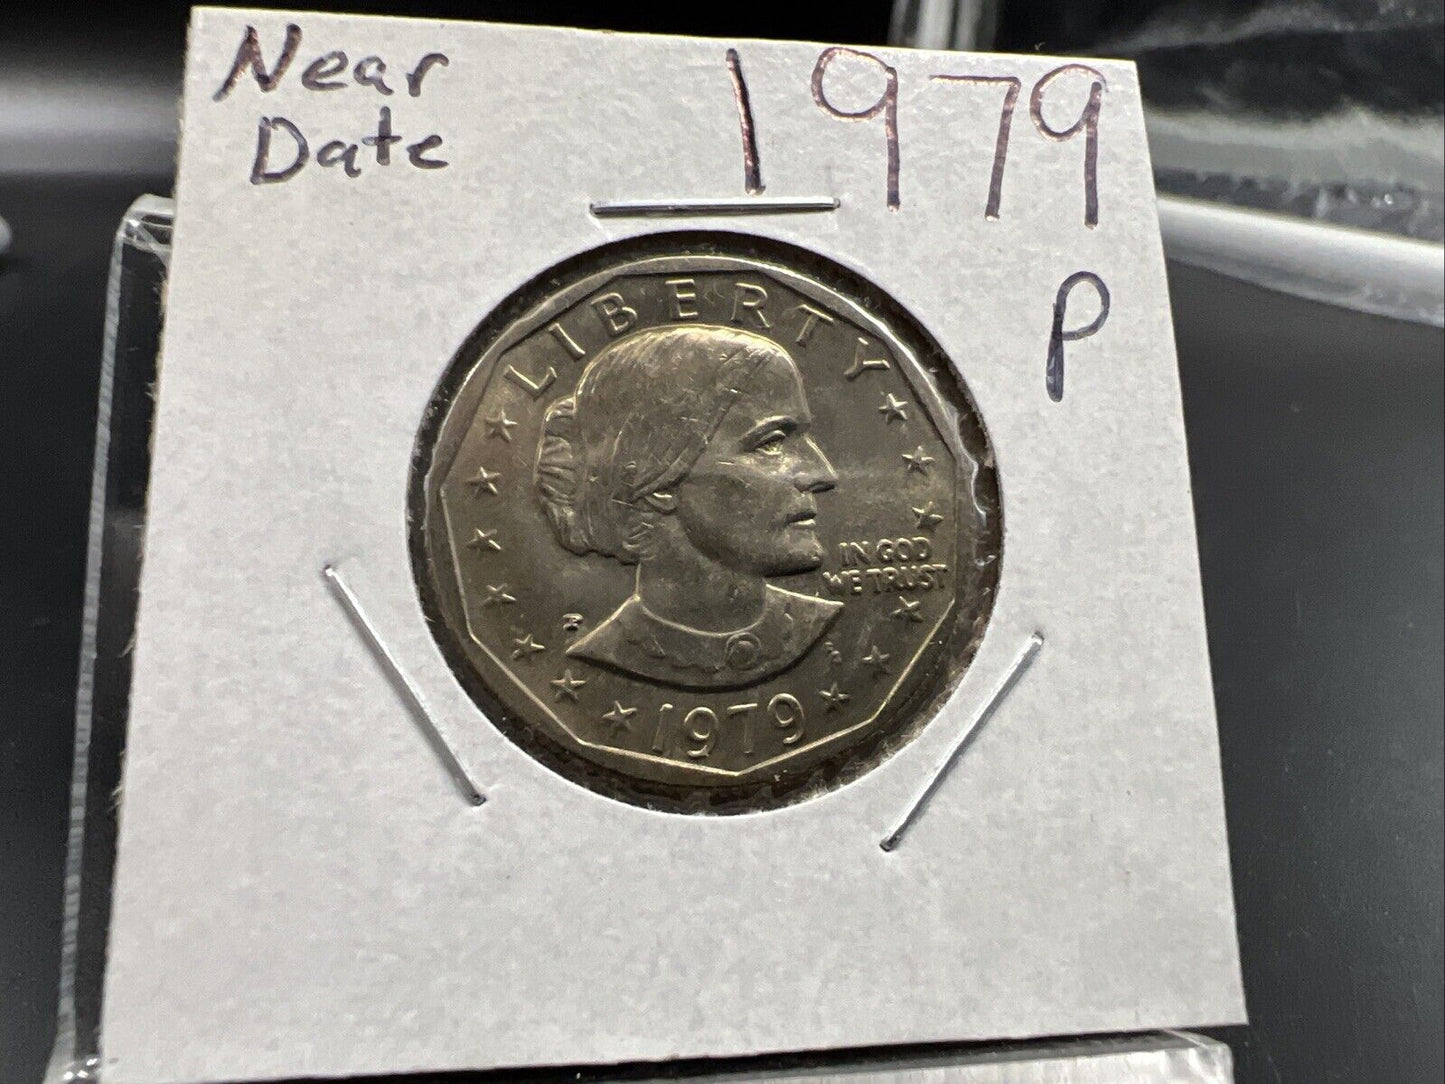 Near
Date
1979
P
LIBERTY
IN GOD
WE TRUST
P
1979